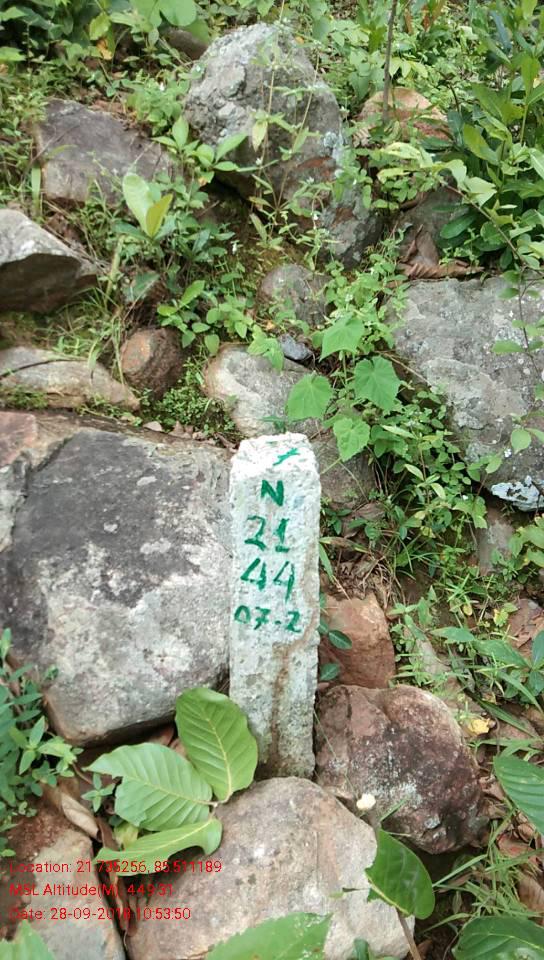 N
21
44
07.2
Location: 21.735256, 85.511189
MSL Altitude(M): 449.31
Date: 28-09-2018 10:53:50